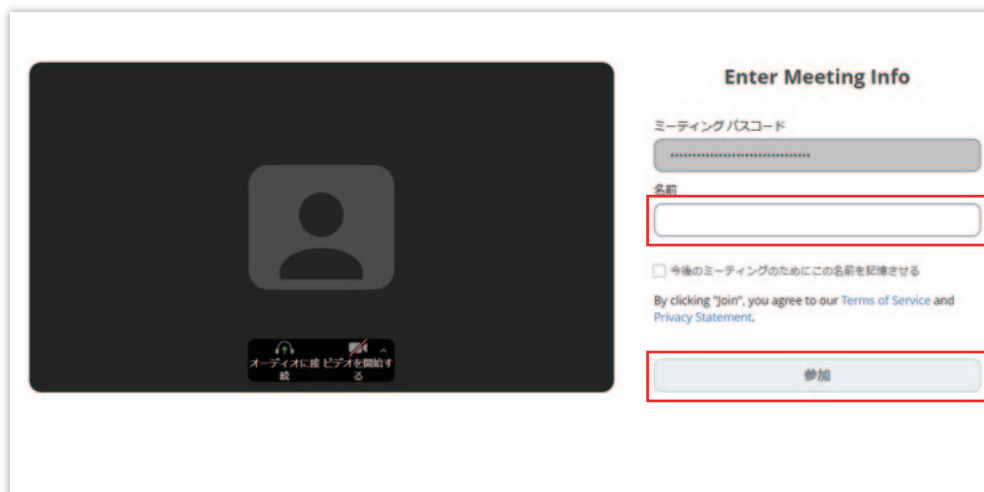 Enter Meeting Info
ミーティングパスコード
••••••••••••••••••••••••••••••••
名前
今後のミーティングのためにこの名前を記憶させる
By clicking "Join", you agree to our Terms of Service and
Privacy Statement.
参加
オーディオに接
続
ビデオを開始す
る